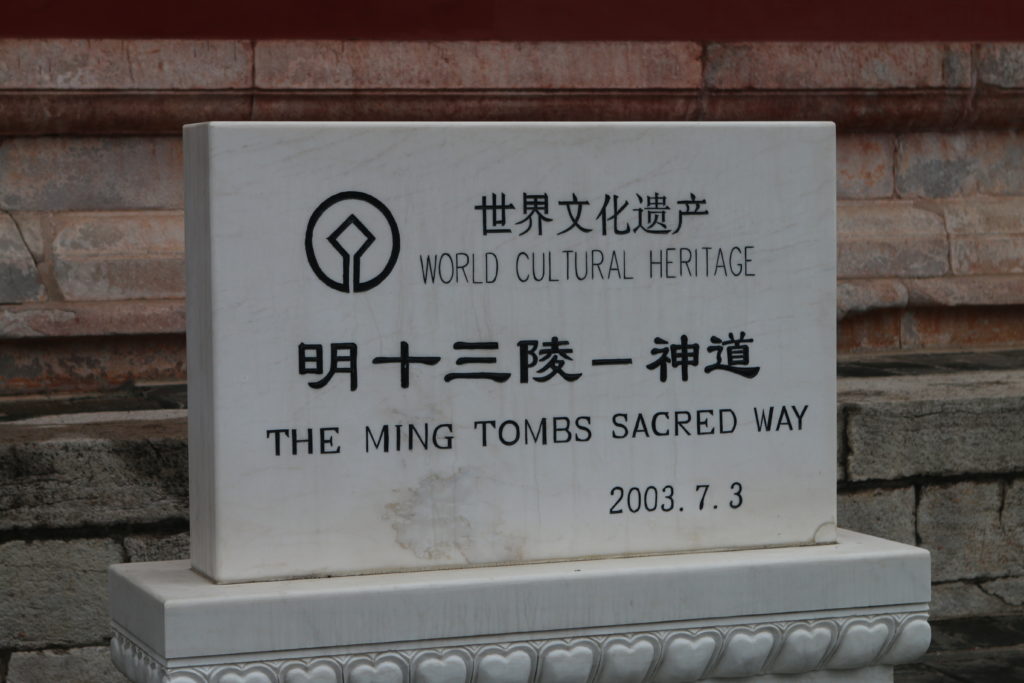 世界文化遗产
WORLD CULTURAL HERITAGE
明十三陵－神道
THE MING TOMBS SACRED WAY
2003.7.3